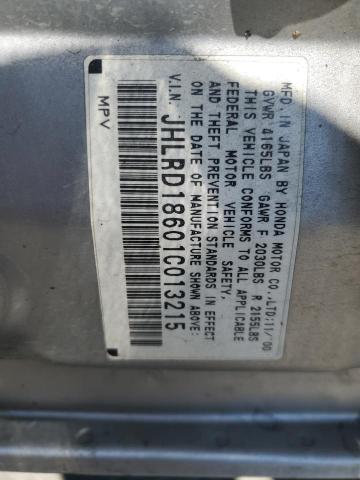 MFD. IN JAPAN BY HONDA MOTOR CO.,LTD:11/'00
GVWR 4165LBS GAWR F 2030LBS R 2155LBS
THIS VEHICLE CONFORMS TO ALL APPLICABLE
FEDERAL MOTOR VEHICLE SAFETY,
AND THEFT PREVENTION STANDARDS IN EFFECT
ON THE DATE OF MANUFACTURE SHOWN ABOVE.
V.I.N. JHLRD18601C013215
MPV